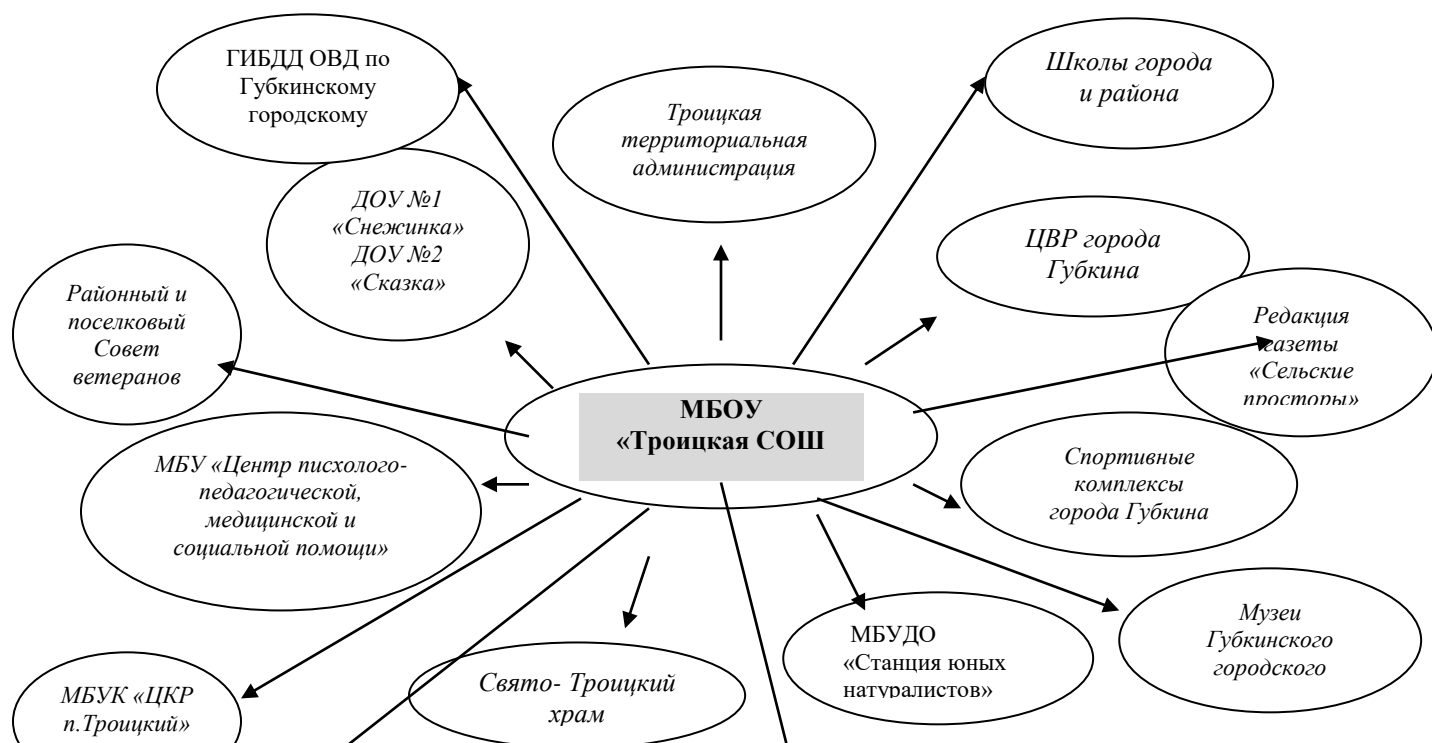 ГИБДД ОВД по
Губкинскому
городскому
Школы города
и района
Троицкая
территориальная
администрация
ДОУ №1
«Снежинка»
ДОУ №2
«Сказка»
ЦВР города
Губкина
Районный и
поселковый
Совет
ветеранов
Редакция
газеты
«Сельские
просторы»
МБОУ
«Троицкая СОШ
МБУ «Центр писхолого-
педагогической,
медицинской и
социальной помощи»
Спортивные
комплексы
города Губкина
МБУДО
«Станция юных
натуралистов»
Музеи
Губкинского
городского
МБУК «ЦКР
п.Троицкий»
Свято- Троицкий
храм